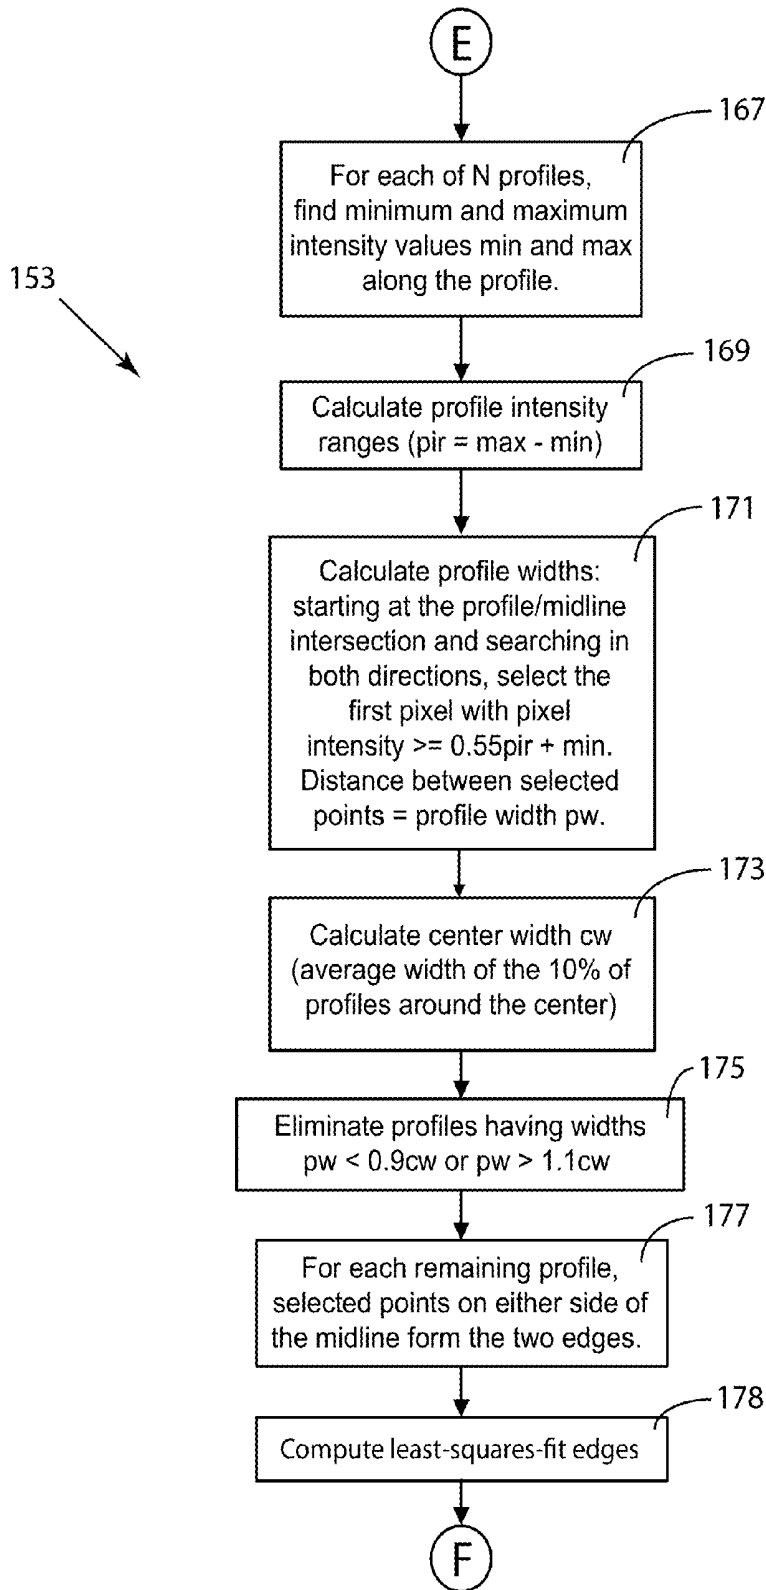 E
167
For each of N profiles,
find minimum and maximum
intensity values min and max
along the profile.
153
169
Calculate profile intensity
ranges (pir = max - min)
171
Calculate profile widths:
starting at the profile/midline
intersection and searching in
both directions, select the
first pixel with pixel
intensity >= 0.55pir + min.
Distance between selected
points = profile width pw.
173
Calculate center width cw
(average width of the 10% of
profiles around the center)
175
Eliminate profiles having widths
pw < 0.9cw or pw > 1.1cw
177
For each remaining profile,
selected points on either side of
the midline form the two edges.
178
Compute least-squares-fit edges
F